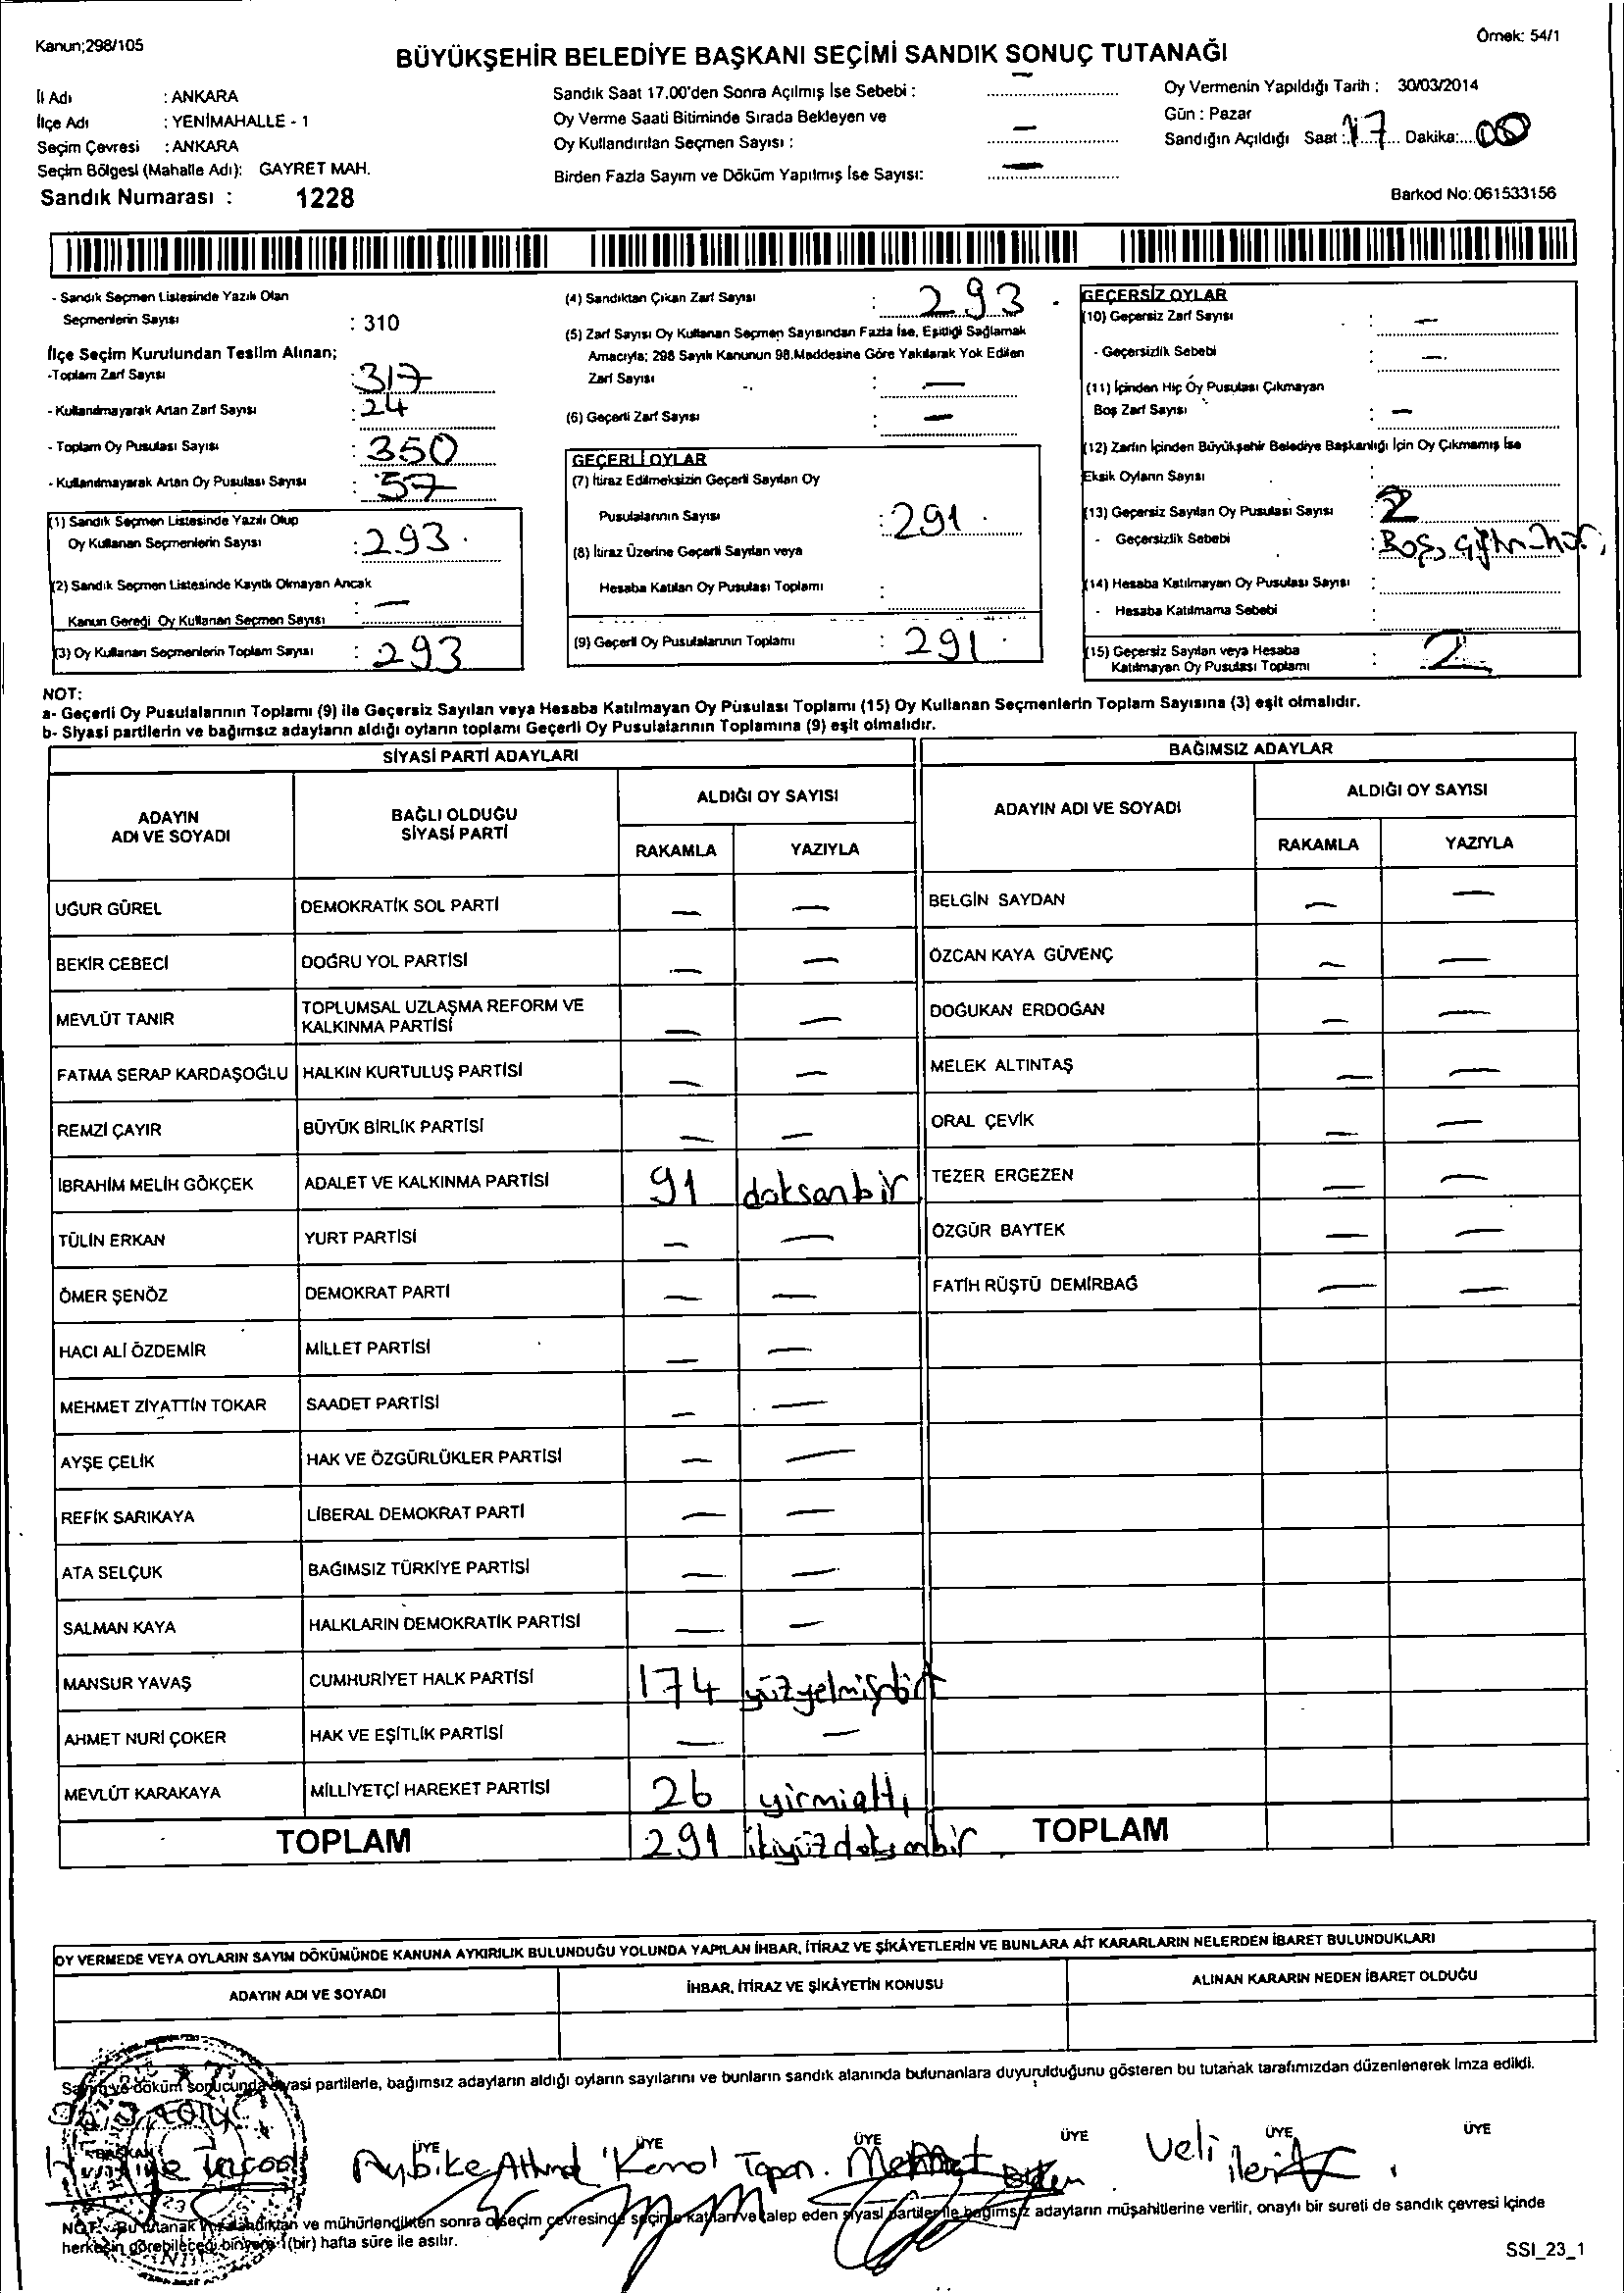 Kanun;298/105
Örnek: 54/1
BÜYÜKŞEHİR BELEDİYE BAŞKANI SEÇİMİ SANDIK SONUÇ TUTANAĞI
İl Adı : ANKARA
İlçe Adı : YENİMAHALLE - 1
Seçim Çevresi : ANKARA
Seçim Bölgesi (Mahalle Adı): GAYRET MAH.
Sandık Numarası : 1228
Sandık Saat 17.00'den Sonra Açılmış İse Sebebi : —
Oy Verme Saati Bitiminde Sırada Bekleyen ve
Oy Kullandırılan Seçmen Sayısı : —
Birden Fazla Sayım ve Döküm Yapılmış İse Sayısı: —
Oy Vermenin Yapıldığı Tarih : 30/03/2014
Gün : Pazar
Sandığın Açıldığı Saat : 17 Dakika: 00
Barkod No: 061533156
- Sandık Seçmen Listesinde Yazılı Olan
Seçmenlerin Sayısı : 310
İlçe Seçim Kurulundan Teslim Alınan;
-Toplam Zarf Sayısı : 317
- Kullanılmayarak Artan Zarf Sayısı : 24
- Toplam Oy Pusulası Sayısı : 350
- Kullanılmayarak Artan Oy Pusulası Sayısı : 57
(1) Sandık Seçmen Listesinde Yazılı Olup
Oy Kullanan Seçmenlerin Sayısı : 293
(2) Sandık Seçmen Listesinde Kayıtlı Olmayan Ancak
Kanun Gereği Oy Kullanan Seçmen Sayısı : —
(3) Oy Kullanan Seçmenlerin Toplam Sayısı : 293
(4) Sandıktan Çıkan Zarf Sayısı : 293
(5) Zarf Sayısı Oy Kullanan Seçmen Sayısından Fazla İse, Eşitliği Sağlamak
Amacıyla; 298 Sayılı Kanunun 98.Maddesine Göre Yakılarak Yok Edilen
Zarf Sayısı : —
(6) Geçerli Zarf Sayısı : —
GEÇERLİ OYLAR
(7) İtiraz Edilmeksizin Geçerli Sayılan Oy
Pusulalarının Sayısı : 291
(8) İtiraz Üzerine Geçerli Sayılan veya
Hesaba Katılan Oy Pusulası Toplamı :
(9) Geçerli Oy Pusulalarının Toplamı : 291
GEÇERSİZ OYLAR
(10) Geçersiz Zarf Sayısı : —
- Geçersizlik Sebebi : —
(11) İçinden Hiç Oy Pusulası Çıkmayan
Boş Zarf Sayısı : —
(12) Zarfın İçinden Büyükşehir Belediye Başkanlığı İçin Oy Çıkmamış İse
Eksik Oyların Sayısı :
(13) Geçersiz Sayılan Oy Pusulası Sayısı : 2
- Geçersizlik Sebebi : Boş,
(14) Hesaba Katılmayan Oy Pusulası Sayısı :
- Hesaba Katılmama Sebebi :
(15) Geçersiz Sayılan veya Hesaba
Katılmayan Oy Pusulası Toplamı : 2
NOT:
a- Geçerli Oy Pusulalarının Toplamı (9) ile Geçersiz Sayılan veya Hesaba Katılmayan Oy Pusulası Toplamı (15) Oy Kullanan Seçmenlerin Toplam Sayısına (3) eşit olmalıdır.
b- Siyasi partilerin ve bağımsız adayların aldığı oyların toplamı Geçerli Oy Pusulalarının Toplamına (9) eşit olmalıdır.
SİYASİ PARTİ ADAYLARI
ADAYIN ADI VE SOYADI
BAĞLI OLDUĞU SİYASİ PARTİ
ALDIĞI OY SAYISI
RAKAMLA YAZIYLA
UĞUR GÜREL DEMOKRATİK SOL PARTİ — —
BEKİR CEBECİ DOĞRU YOL PARTİSİ — —
MEVLÜT TANIR TOPLUMSAL UZLAŞMA REFORM VE KALKINMA PARTİSİ — —
FATMA SERAP KARDAŞOĞLU HALKIN KURTULUŞ PARTİSİ — —
REMZİ ÇAYIR BÜYÜK BİRLİK PARTİSİ — —
İBRAHİM MELİH GÖKÇEK ADALET VE KALKINMA PARTİSİ 91 doksanbir
TÜLİN ERKAN YURT PARTİSİ — —
ÖMER ŞENÖZ DEMOKRAT PARTİ — —
HACI ALİ ÖZDEMİR MİLLET PARTİSİ — —
MEHMET ZİYATTİN TOKAR SAADET PARTİSİ — —
AYŞE ÇELİK HAK VE ÖZGÜRLÜKLER PARTİSİ — —
REFİK SARIKAYA LİBERAL DEMOKRAT PARTİ — —
ATA SELÇUK BAĞIMSIZ TÜRKİYE PARTİSİ — —
SALMAN KAYA HALKLARIN DEMOKRATİK PARTİSİ — —
MANSUR YAVAŞ CUMHURİYET HALK PARTİSİ 174
AHMET NURİ ÇOKER HAK VE EŞİTLİK PARTİSİ — —
MEVLÜT KARAKAYA MİLLİYETÇİ HAREKET PARTİSİ 26 yirmialtı
TOPLAM 291 ikiyüzdoksanbir
BAĞIMSIZ ADAYLAR
ADAYIN ADI VE SOYADI
ALDIĞI OY SAYISI
RAKAMLA YAZIYLA
BELGİN SAYDAN — —
ÖZCAN KAYA GÜVENÇ — —
DOĞUKAN ERDOĞAN — —
MELEK ALTINTAŞ — —
ORAL ÇEVİK — —
TEZER ERGEZEN — —
ÖZGÜR BAYTEK — —
FATİH RÜŞTÜ DEMİRBAĞ — —
TOPLAM
OY VERMEDE VEYA OYLARIN SAYIM DÖKÜMÜNDE KANUNA AYKIRILIK BULUNDUĞU YOLUNDA YAPILAN İHBAR, İTİRAZ VE ŞİKÂYETLERİN VE BUNLARA AİT KARARLARIN NELERDEN İBARET BULUNDUKLARI
ADAYIN ADI VE SOYADI
İHBAR, İTİRAZ VE ŞİKÂYETİN KONUSU
ALINAN KARARIN NEDEN İBARET OLDUĞU
Sayım ve döküm sonucunda siyasi partilerle, bağımsız adayların aldığı oyların sayılarını ve bunların sandık alanında bulunanlara duyurulduğunu gösteren bu tutanak tarafımızdan düzenlenerek imza edildi.
BAŞKAN ÜYE ÜYE ÜYE ÜYE ÜYE ÜYE
Aybike Kemal Mehmet Veli
NOT: Bu tutanak imzalandıktan ve mühürlendikten sonra o seçim çevresinde seçime katılan ve talep eden siyasi partiler ile bağımsız adayların müşahitlerine verilir, onaylı bir sureti de sandık çevresi içinde
herkesin görebileceği bir yere 1(bir) hafta süre ile asılır.
SSI_23_1